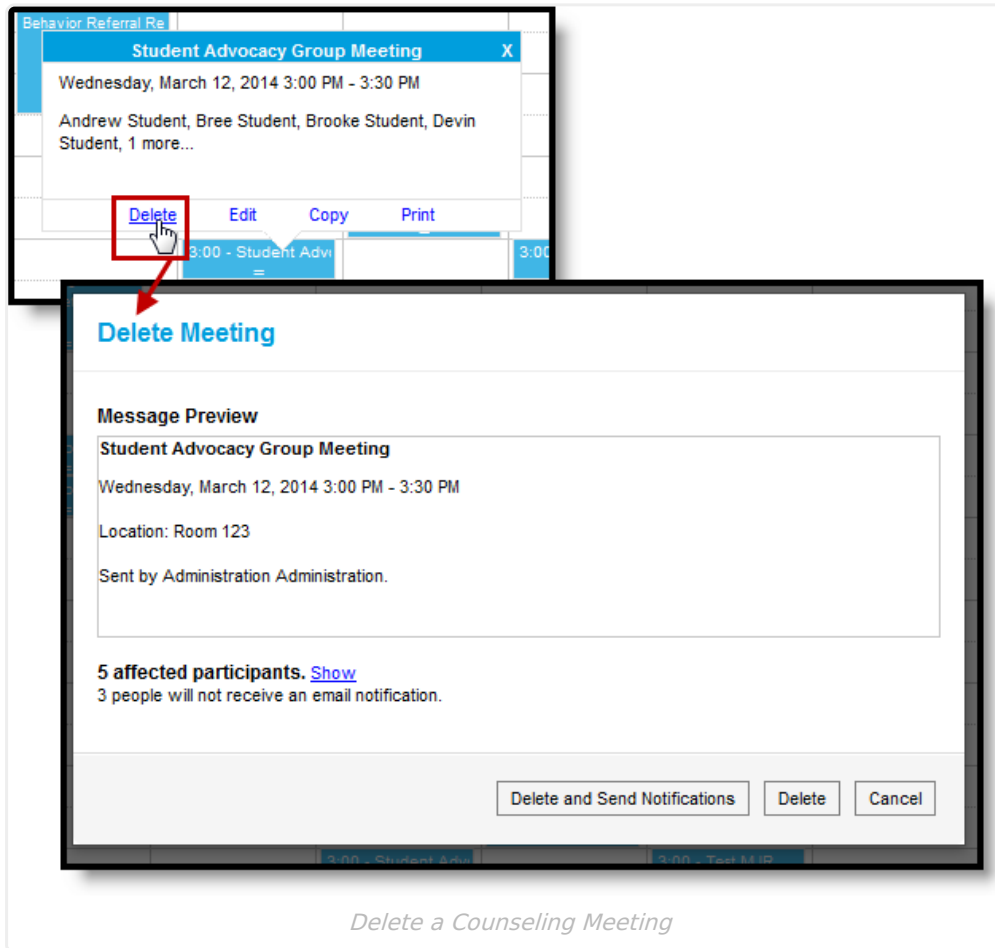 Behavior Referral Re
Student Advocacy Group Meeting X
Wednesday, March 12, 2014 3:00 PM - 3:30 PM
Andrew Student, Bree Student, Brooke Student, Devin
Student, 1 more...
Delete Edit Copy Print
3:00 - Student Adv
3:00
Delete Meeting
Message Preview
Student Advocacy Group Meeting
Wednesday, March 12, 2014 3:00 PM - 3:30 PM
Location: Room 123
Sent by Administration Administration.
5 affected participants. Show
3 people will not receive an email notification.
Delete and Send Notifications Delete Cancel
3:00 - Student Adv
3:00 - Test MJR
Delete a Counseling Meeting